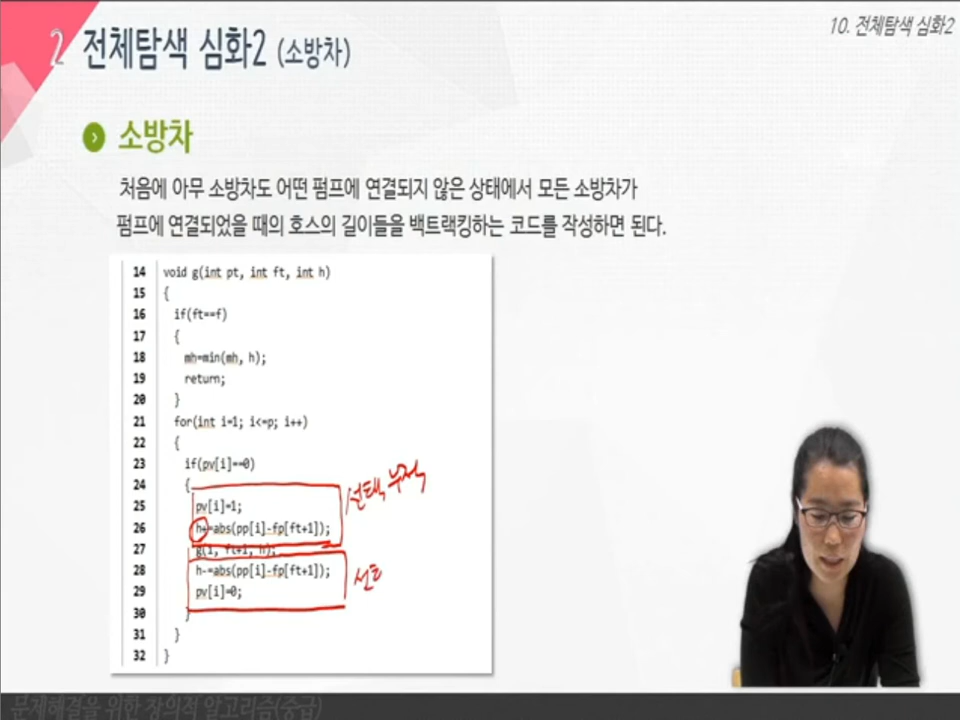 10. 전체탐색 심화2
2 전체탐색 심화2 (소방차)
소방차
처음에 아무 소방차도 어떤 펌프에 연결되지 않은 상태에서 모든 소방차가
펌프에 연결되었을 때의 호스의 길이들을 백트랙킹하는 코드를 작성하면 된다.
14 void g(int pt, int ft, int h)
15 {
16 if(ft==f)
17 {
18 mh=min(mh, h);
19 return;
20 }
21 for(int i=1; i<=p; i++)
22 {
23 if(pv[i]==0)
24 {
25 pv[i]=1;
26 h+=abs(pp[i]-fp[ft+1]);
27 g(i, ft+1, h);
28 h-=abs(pp[i]-fp[ft+1]);
29 pv[i]=0;
30 }
31 }
32 }
문제해결을 위한 창의적 알고리즘(중급)